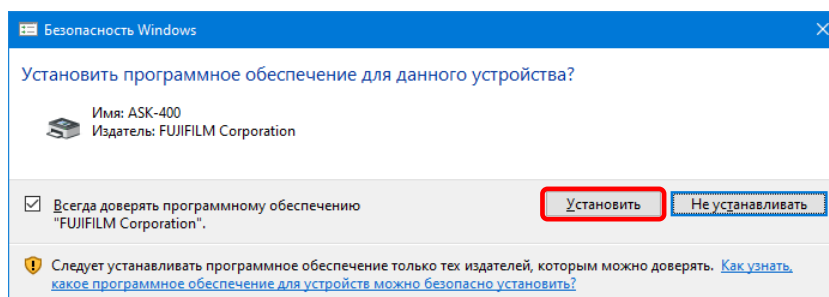 Безопасность Windows
Установить программное обеспечение для данного устройства?
Имя: ASK-400
Издатель: FUJIFILM Corporation
Всегда доверять программному обеспечению
"FUJIFILM Corporation".
Установить
Не устанавливать
Следует устанавливать программное обеспечение только тех издателей, которым можно доверять. Как узнать,
какое программное обеспечение для устройств можно безопасно установить?